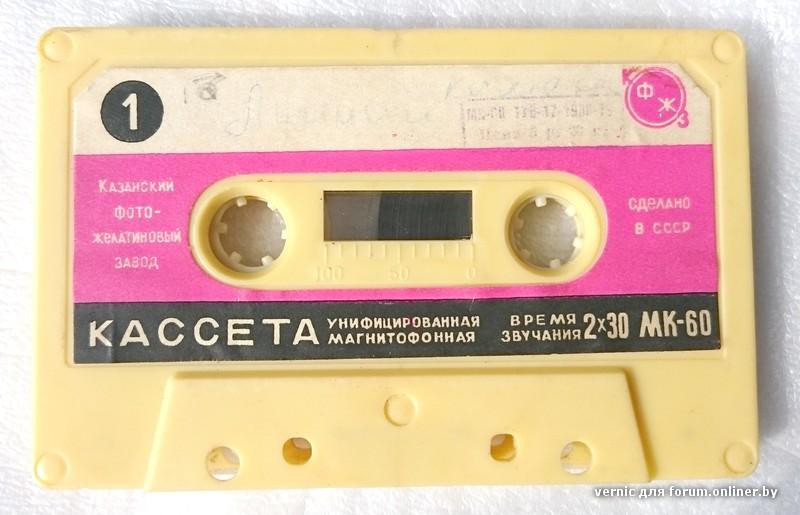 1
КФЖЗ
Казанский
фото-
желатиновый
завод
сделано
в СССР
100 50 0
КАССЕТА
УНИФИЦИРОВАННАЯ
МАГНИТОФОННАЯ
ВРЕМЯ
ЗВУЧАНИЯ
2×30 МК-60
vernic для forum.onliner.by